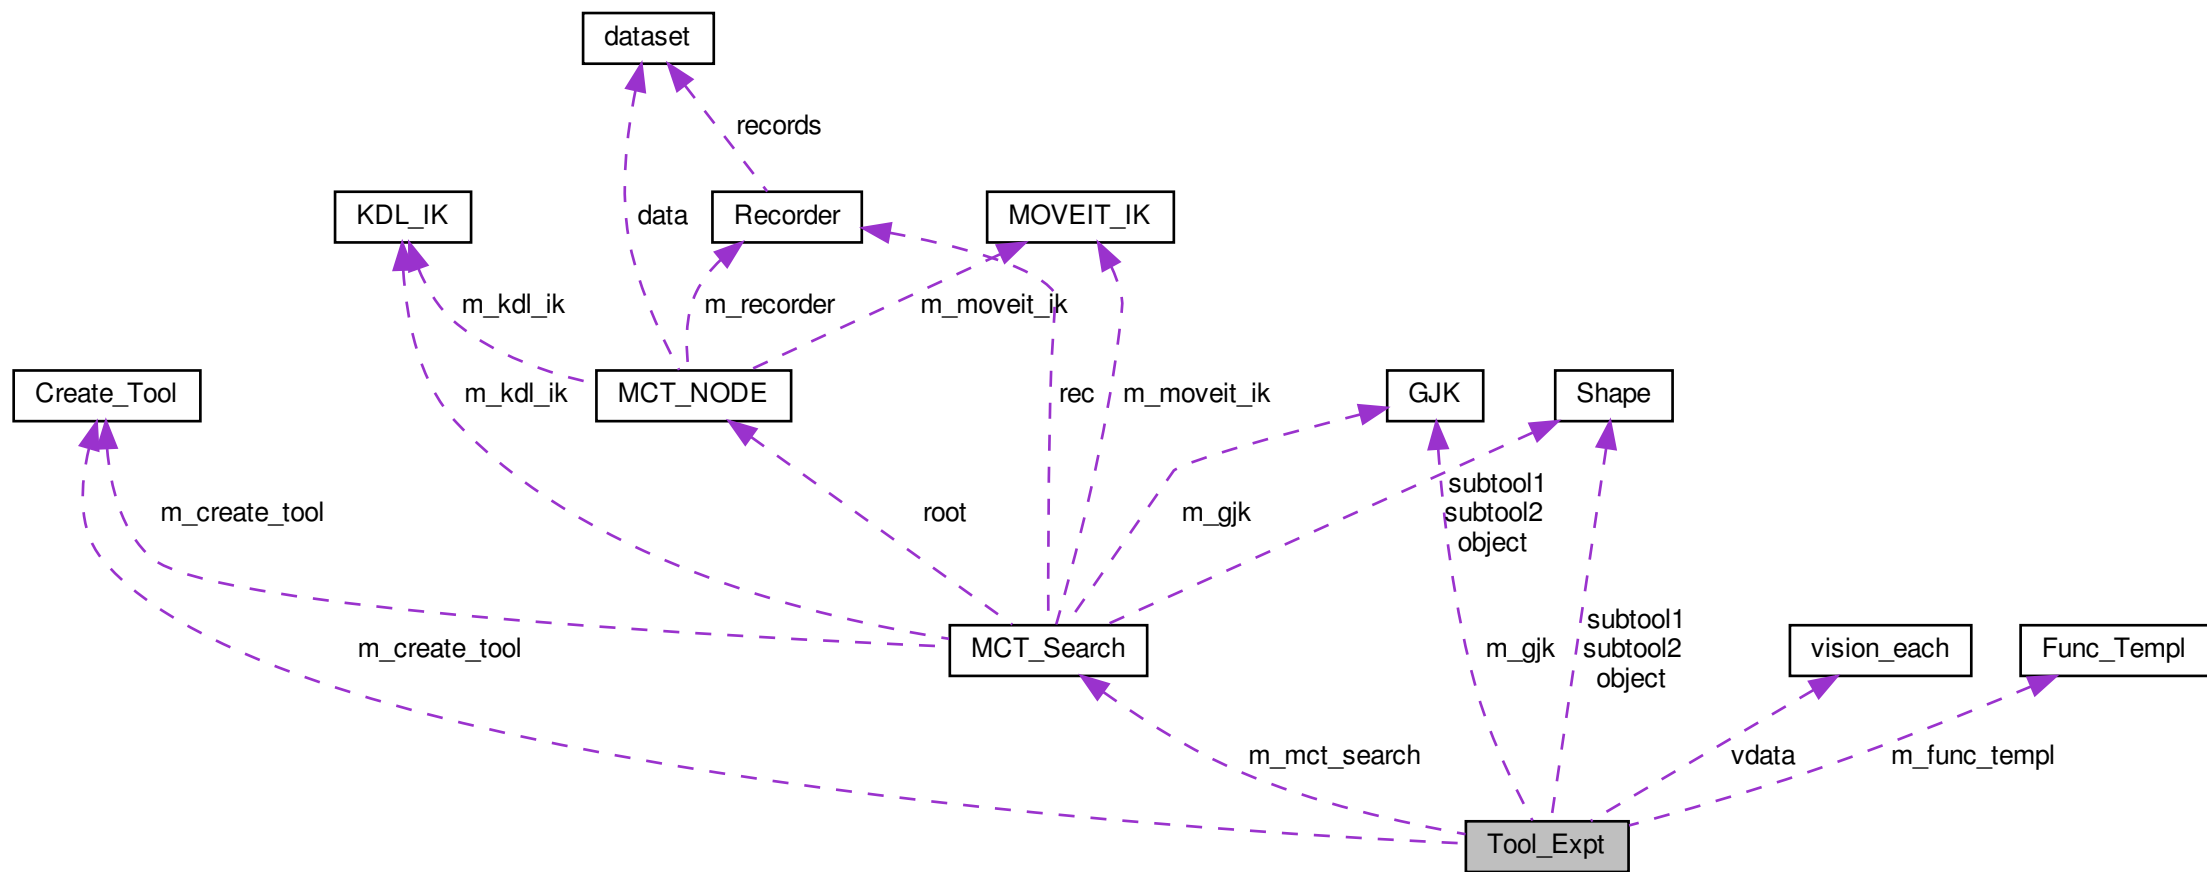 dataset
records
KDL_IK
data
Recorder
MOVEIT_IK
m_kdl_ik
m_recorder
m_moveit_ik
Create_Tool
m_kdl_ik
MCT_NODE
rec
m_moveit_ik
GJK
Shape
m_create_tool
root
m_gjk
subtool1
subtool2
object
m_create_tool
MCT_Search
m_gjk
subtool1
subtool2
object
vision_each
Func_Templ
m_mct_search
vdata
m_func_templ
Tool_Expt